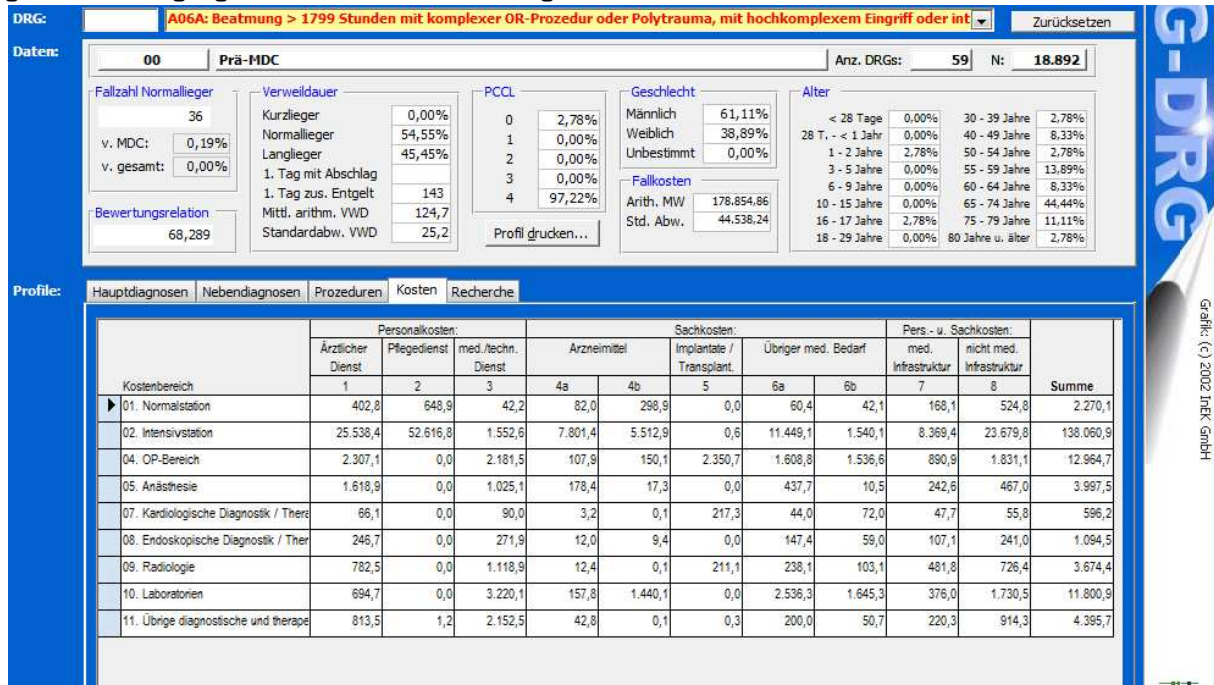 DRG: A06A: Beatmung > 1799 Stunden mit komplexer OR-Prozedur oder Polytrauma, mit hochkomplexem Eingriff oder int Zurücksetzen
Daten: 00 Prä-MDC Anz. DRGs: 59 N: 18.892
Fallzahl Normallieger
36
v. MDC: 0,19%
v. gesamt: 0,00%
Bewertungsrelation
68,289
Verweildauer
Kurzlieger 0,00%
Normallieger 54,55%
Langlieger 45,45%
1. Tag mit Abschlag
1. Tag zus. Entgelt 143
Mittl. arithm. VWD 124,7
Standardabw. VWD 25,2
PCCL
0 2,78%
1 0,00%
2 0,00%
3 0,00%
4 97,22%
Profil drucken...
Geschlecht
Männlich 61,11%
Weiblich 38,89%
Unbestimmt 0,00%
Fallkosten
Arith. MW 178.854,86
Std. Abw. 44.538,24
Alter
< 28 Tage 0,00% 30 - 39 Jahre 2,78%
28 T. - < 1 Jahr 0,00% 40 - 49 Jahre 8,33%
1 - 2 Jahre 2,78% 50 - 54 Jahre 2,78%
3 - 5 Jahre 0,00% 55 - 59 Jahre 13,89%
6 - 9 Jahre 0,00% 60 - 64 Jahre 8,33%
10 - 15 Jahre 0,00% 65 - 74 Jahre 44,44%
16 - 17 Jahre 2,78% 75 - 79 Jahre 11,11%
18 - 29 Jahre 0,00% 80 Jahre u. älter 2,78%
Profile: Hauptdiagnosen Nebendiagnosen Prozeduren Kosten Recherche
Personalkosten: Sachkosten: Pers.- u. Sachkosten:
Ärztlicher Dienst Pflegedienst med./techn. Dienst Arzneimittel Implantate / Transplant. Übriger med. Bedarf med. Infrastruktur nicht med. Infrastruktur
Kostenbereich 1 2 3 4a 4b 5 6a 6b 7 8 Summe
01. Normalstation 402,8 648,9 42,2 82,0 298,9 0,0 60,4 42,1 168,1 524,8 2.270,1
02. Intensivstation 25.538,4 52.616,8 1.552,6 7.801,4 5.512,9 0,6 11.449,1 1.540,1 8.369,4 23.679,8 138.060,9
04. OP-Bereich 2.307,1 0,0 2.181,5 107,9 150,1 2.350,7 1.608,8 1.536,6 890,9 1.831,1 12.964,7
05. Anästhesie 1.618,9 0,0 1.025,1 178,4 17,3 0,0 437,7 10,5 242,6 467,0 3.997,5
07. Kardiologische Diagnostik / Thera 66,1 0,0 90,0 3,2 0,1 217,3 44,0 72,0 47,7 55,8 596,2
08. Endoskopische Diagnostik / Ther 246,7 0,0 271,9 12,0 9,4 0,0 147,4 59,0 107,1 241,0 1.094,5
09. Radiologie 782,5 0,0 1.118,9 12,4 0,1 211,1 238,1 103,1 481,8 726,4 3.674,4
10. Laboratorien 694,7 0,0 3.220,1 157,8 1.440,1 0,0 2.536,3 1.645,3 376,0 1.730,5 11.800,9
11. Übrige diagnostische und therape 813,5 1,2 2.152,5 42,8 0,1 0,3 200,0 50,7 220,3 914,3 4.395,7
G-DRG
Grafik: (c) 2002 InEK GmbH